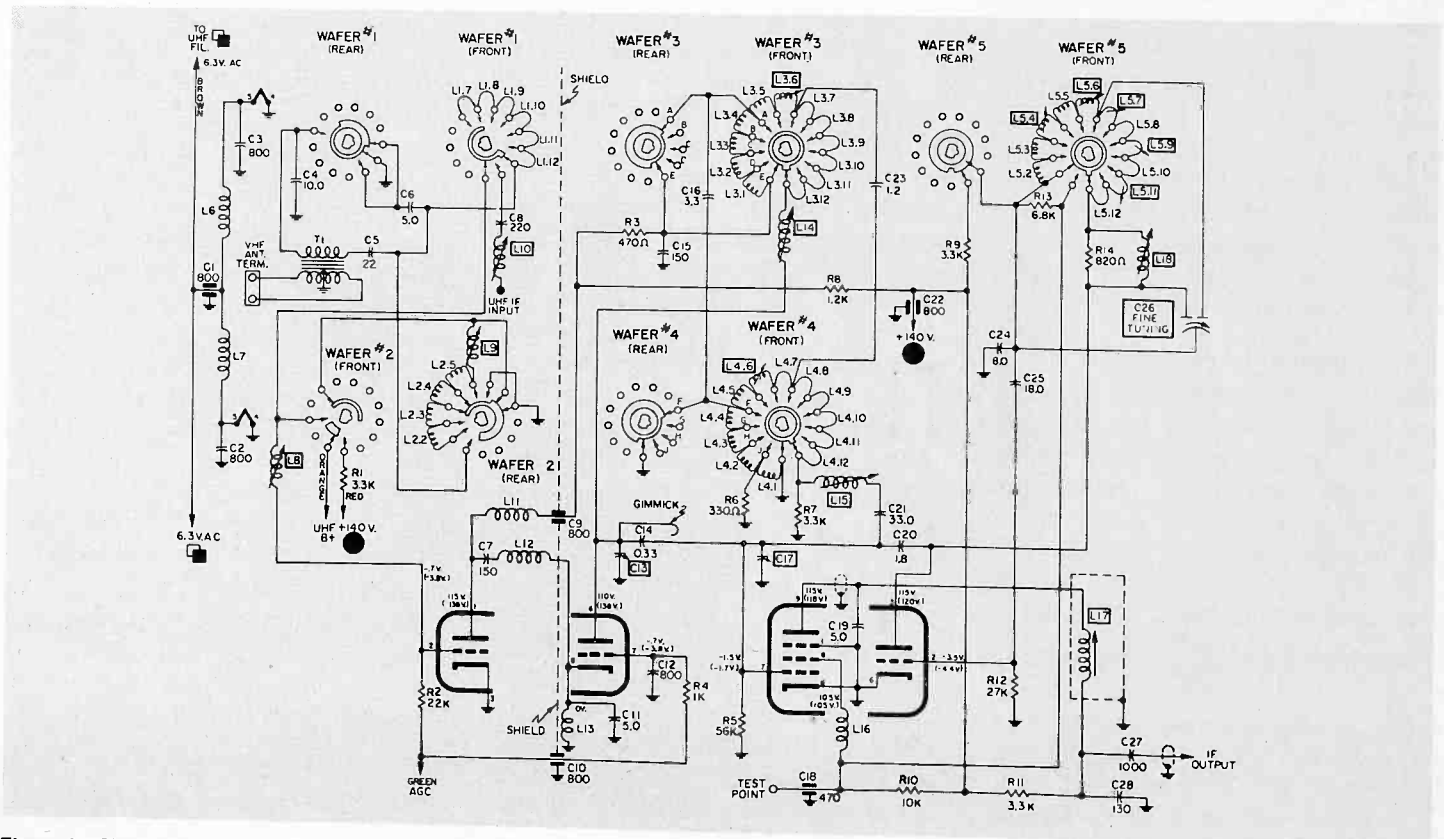 TO
UHF
FIL.
6.3V. AC
BROWN
WAFER #1
(REAR)
WAFER #1
(FRONT)
SHIELD
WAFER #3
(REAR)
WAFER #3
(FRONT)
WAFER #5
(REAR)
WAFER #5
(FRONT)
L1.7
L1.8
L1.9
L1.10
L1.11
L1.12
L3.6
L3.5
L3.7
L3.4
L3.8
L3.3
L3.9
L3.2
L3.10
L3.1
L3.11
L3.12
A
B
C
E
A
B
C
D
E
L5.6
L5.5
L5.7
L5.4
L5.8
L5.3
L5.9
L5.2
L5.10
L5.11
L5.12
5
4
C3
800
C4
10.0
C6
5.0
C8
220
L10
UHF IF
INPUT
L6
T1
C5
22
VHF
ANT.
TERM.
C1
800
L7
R3
470Ω
C15
150
C16
3.3
L14
C23
1.2
R13
6.8K
R9
3.3K
R14
820Ω
L18
R8
1.2K
C22
800
+140 V.
C26
FINE
TUNING
C24
8.0
C25
18.0
WAFER #2
(FRONT)
L9
L2.5
L2.4
L2.3
L2.2
WAFER 2
(REAR)
WAFER #4
(REAR)
WAFER #4
(FRONT)
F
G
H
L4.6
L4.7
L4.5
L4.8
L4.4
L4.9
L4.3
L4.10
L4.2
L4.11
L4.1
L4.12
F
G
H
5
4
C2
800
L8
ORANGE
R1
3.3K
RED
UHF
B+
+140 V.
6.3V. AC
L11
C9
800
GIMMICK
R6
330Ω
R7
3.3K
L15
C21
33.0
C20
1.8
C7
150
L12
C14
0.33
C13
C17
-.7V
(-3.8V.)
115V.
(138V.)
1
2
3
110V.
(138V.)
6
7
8
-.7V.
(-3.8V.)
C12
800
0V.
R2
22K
L13
C11
5.0
SHIELD
R4
1K
C10
800
GREEN
AGC
115V.
(118V.)
9
115V.
(120V.)
C19
5.0
-1.5V.
(-1.7V.)
7
2
-3.5V.
(-4.4V.)
6
105V.
(105V.)
L17
R12
27K
R5
56K
L16
TEST
POINT
C18
470
R10
10K
R11
3.3K
C27
1000
IF
OUTPUT
C28
130